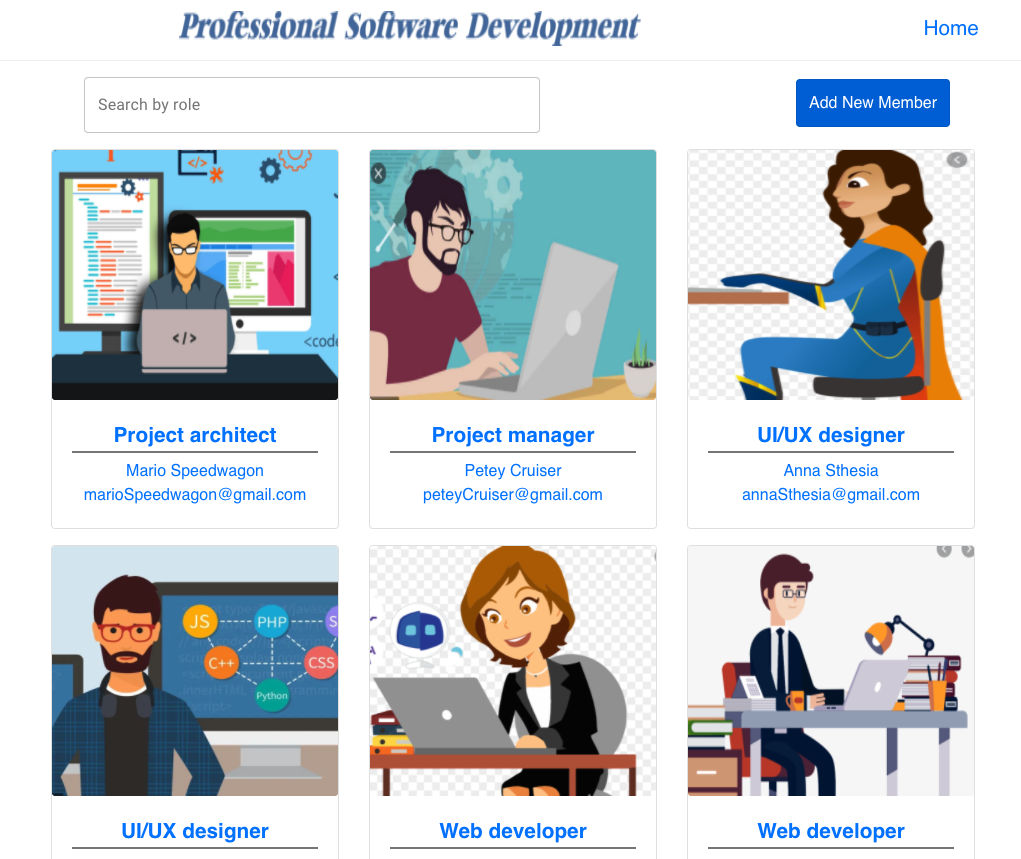 Professional Software Development
Home
Search by role
Add New Member
</>
</>
<code
X
Project architect
Mario Speedwagon
marioSpeedwagon@gmail.com
Project manager
Petey Cruiser
peteyCruiser@gmail.com
UI/UX designer
Anna Sthesia
annaSthesia@gmail.com
JS
PHP
S
C++
CSS
Python
UI/UX designer
Web developer
Web developer